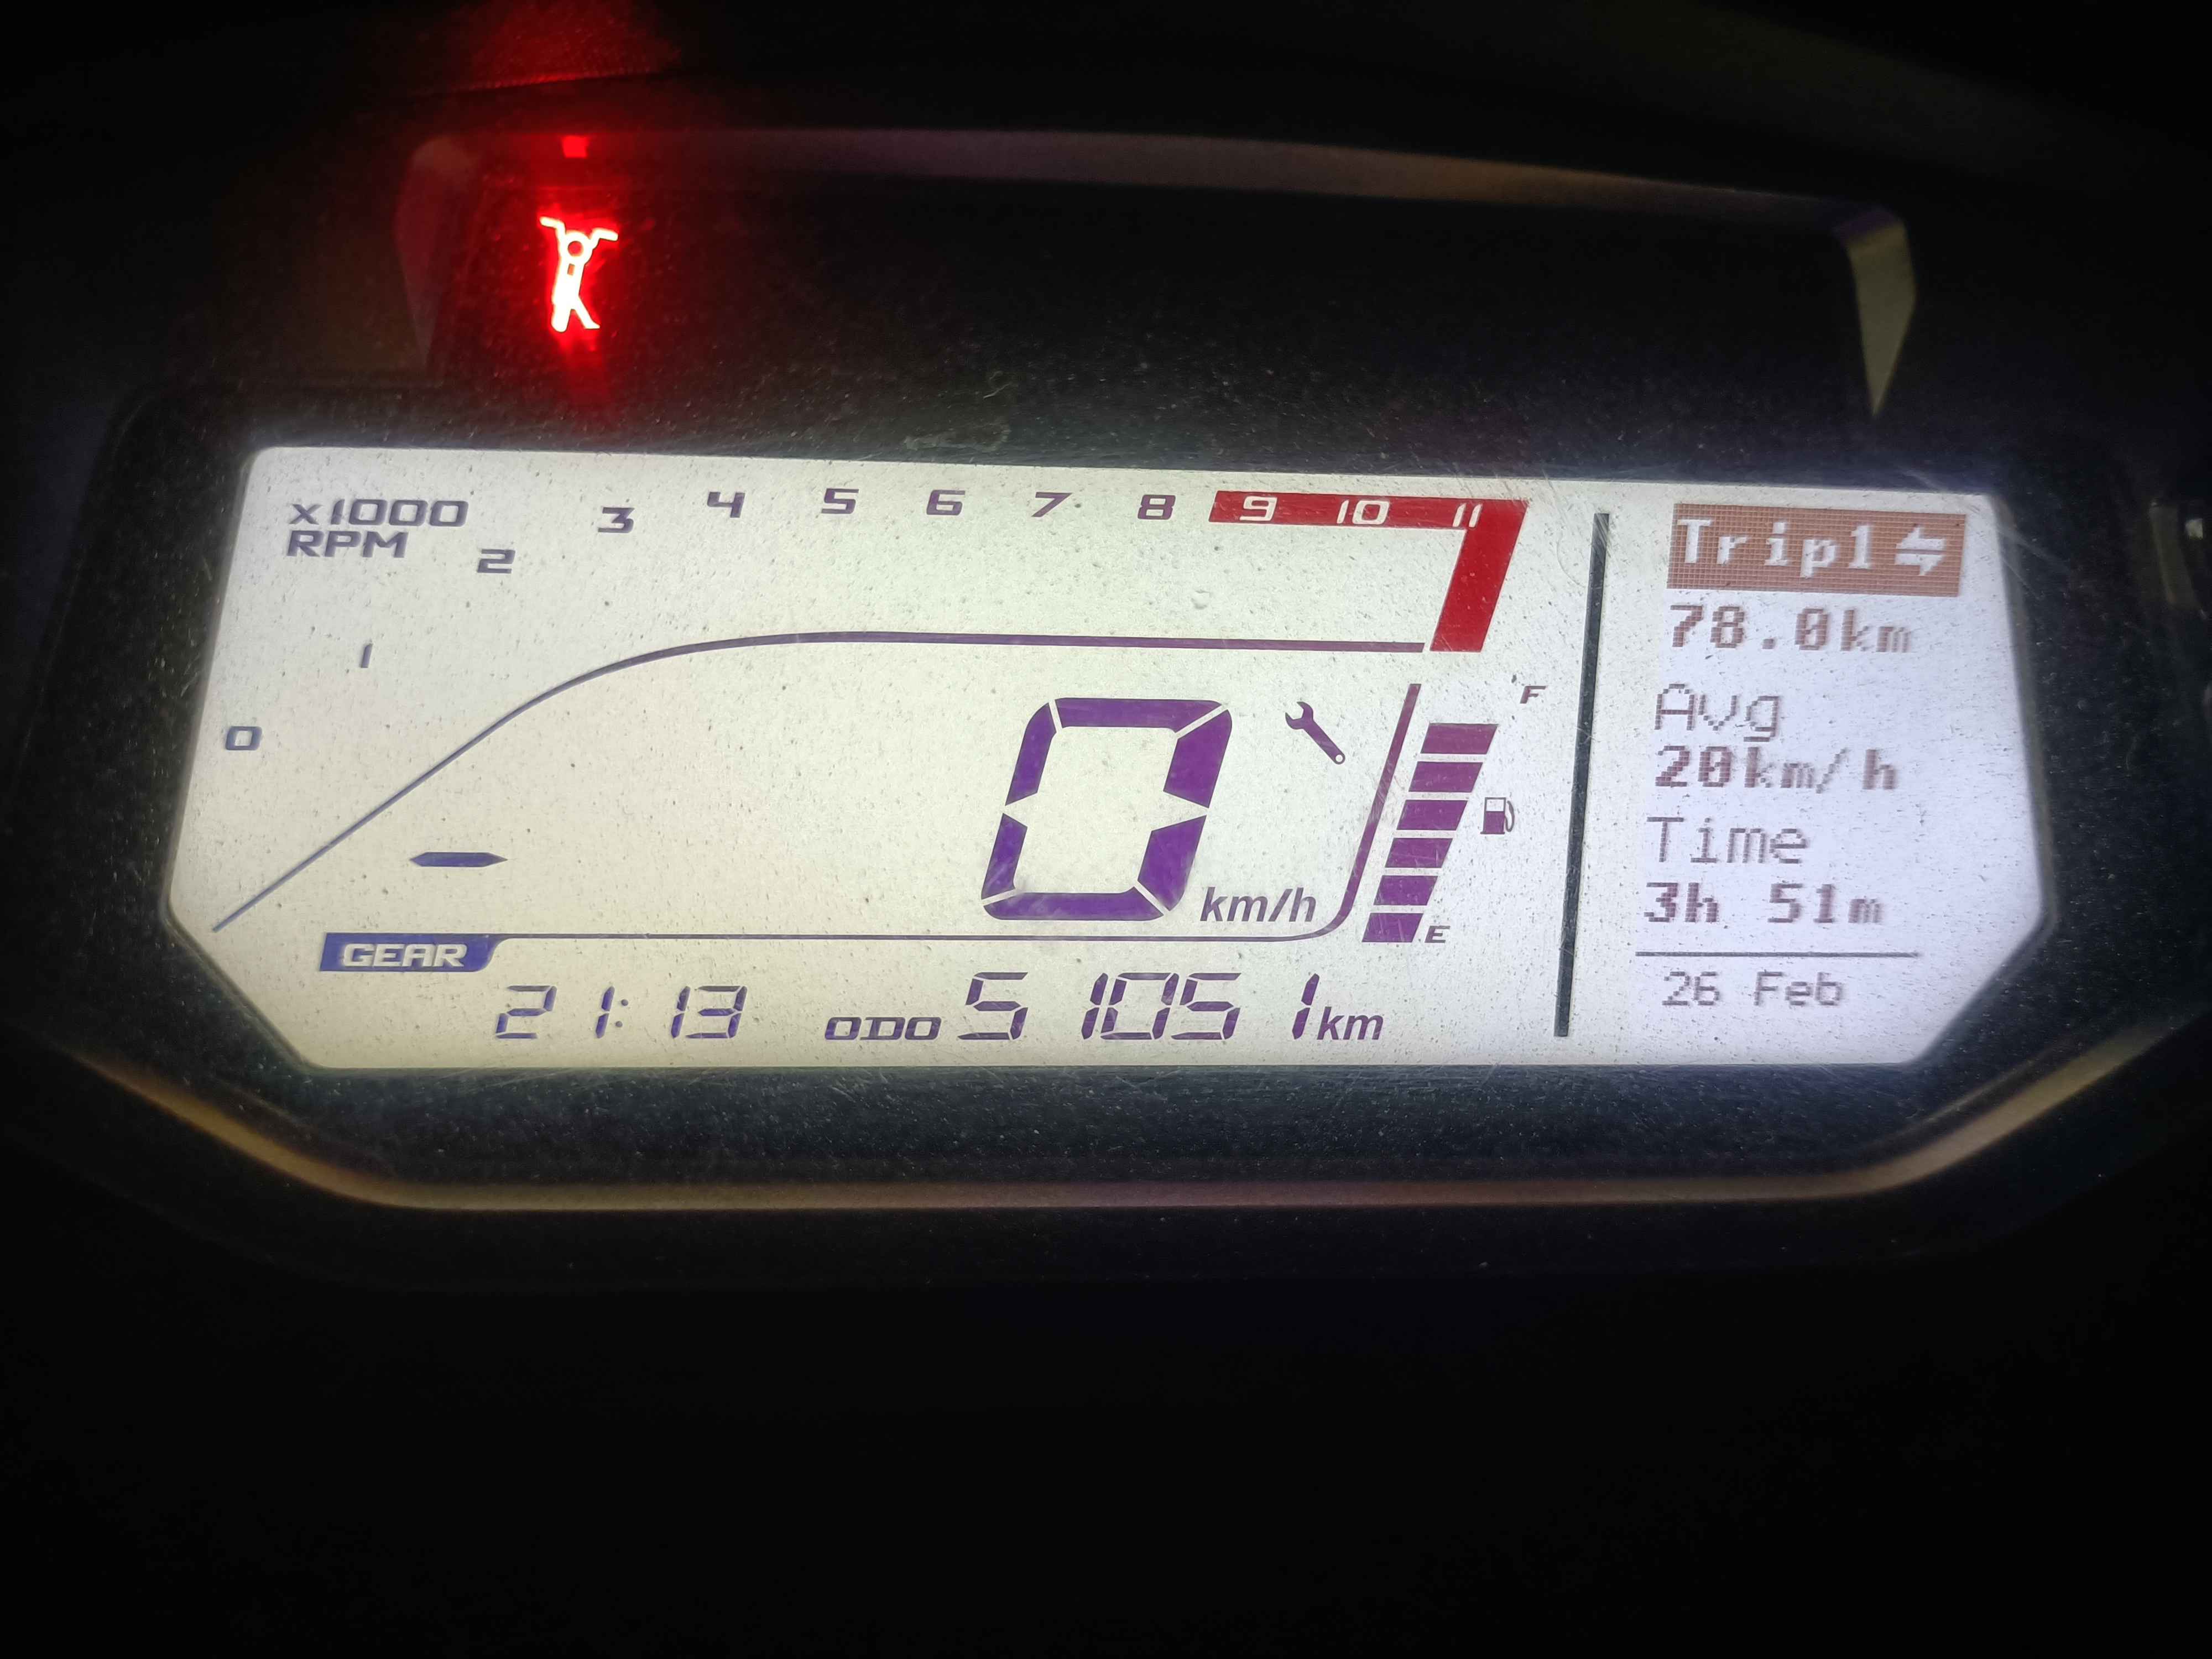 x1000
RPM
0 1 2 3 4 5 6 7 8 9 10 11
Trip1
78.0km
Avg
20km/h
Time
3h 51m
26 Feb
F
E
0 km/h
-
GEAR
21:13 ODO 51051km